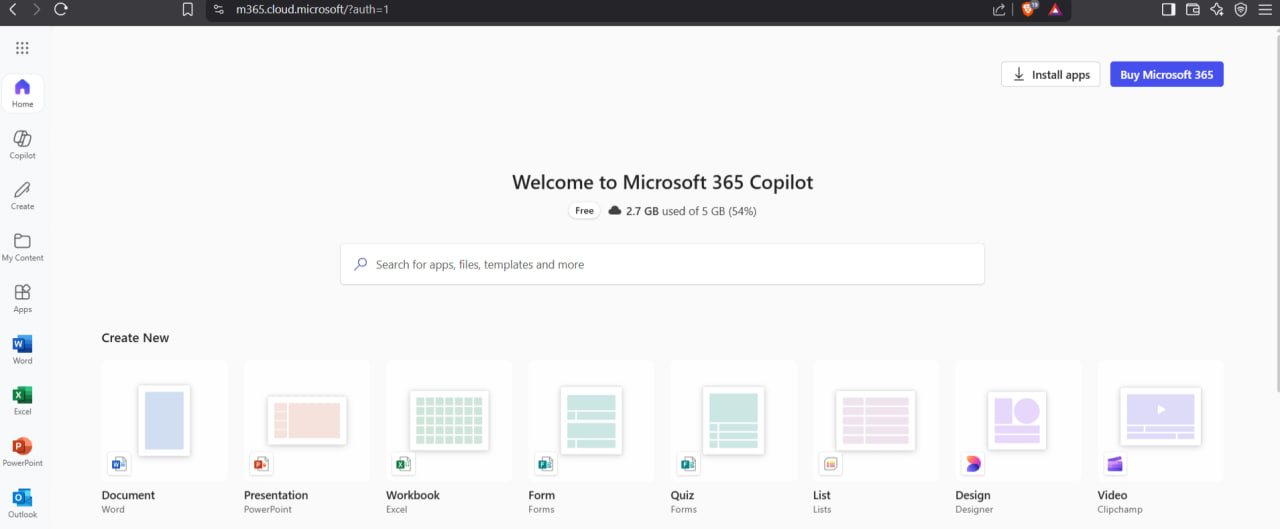 m365.cloud.microsoft/?auth=1
Install apps
Buy Microsoft 365
Home
Copilot
Create
My Content
Apps
Word
Excel
PowerPoint
Outlook
Welcome to Microsoft 365 Copilot
Free 2.7 GB used of 5 GB (54%)
Search for apps, files, templates and more
Create New
Document
Word
Presentation
PowerPoint
Workbook
Excel
Form
Forms
Quiz
Forms
List
Lists
Design
Designer
Video
Clipchamp